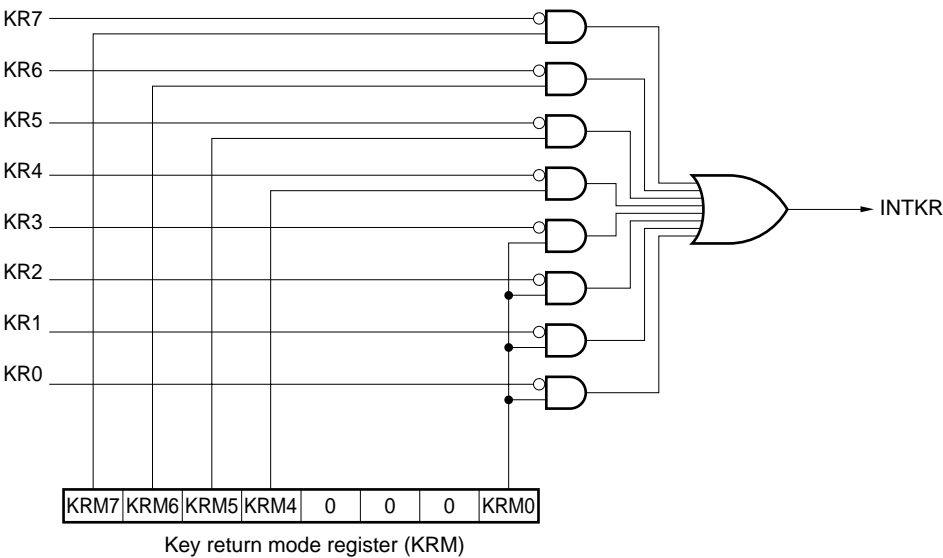 KR7
KR6
KR5
KR4
KR3
INTKR
KR2
KR1
KR0
KRM7 KRM6 KRM5 KRM4 0 0 0 KRM0
Key return mode register (KRM)